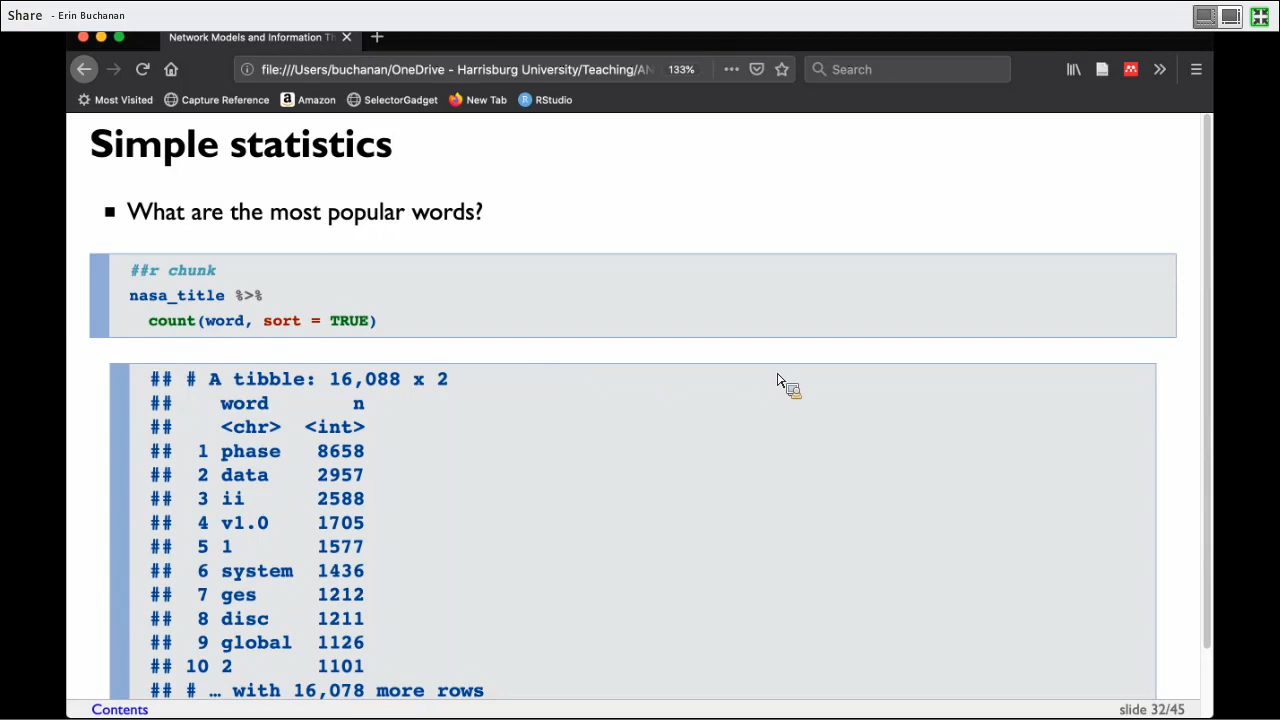 Share - Erin Buchanan
Network Models and Information Th
file:///Users/buchanan/OneDrive - Harrisburg University/Teaching/AN
133%
Search
Most Visited
Capture Reference
Amazon
SelectorGadget
New Tab
RStudio
Simple statistics
What are the most popular words?
##r chunk
nasa_title %>%
count(word, sort = TRUE)
## # A tibble: 16,088 x 2
## word n
## <chr> <int>
## 1 phase 8658
## 2 data 2957
## 3 ii 2588
## 4 v1.0 1705
## 5 1 1577
## 6 system 1436
## 7 ges 1212
## 8 disc 1211
## 9 global 1126
## 10 2 1101
## # … with 16,078 more rows
Contents
slide 32/45